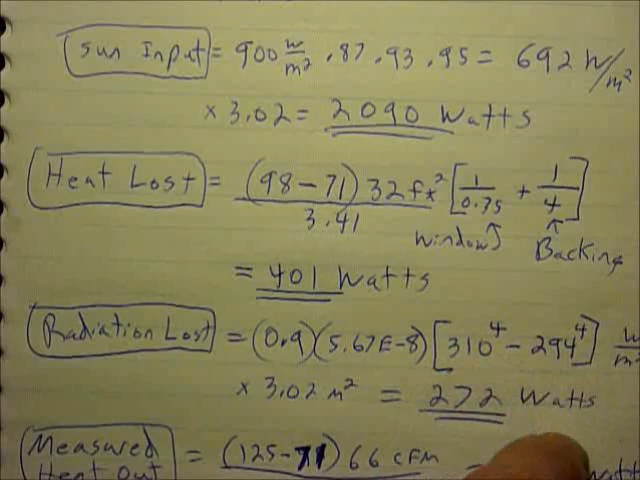 Sun Input = 900 W/m² · .87 · .93 · .95 = 692 W/m²
× 3.02 = 2090 Watts
Heat Lost = (98 - 71) 32 ft² / 3.41 [1/0.75 + 1/4]
window Backing
= 401 Watts
Radiation Lost = (0.9)(5.67E-8) [310⁴ - 294⁴]
× 3.02 m² = 272 Watts
Measured = (125-71) 66 CFM =
Heat Out